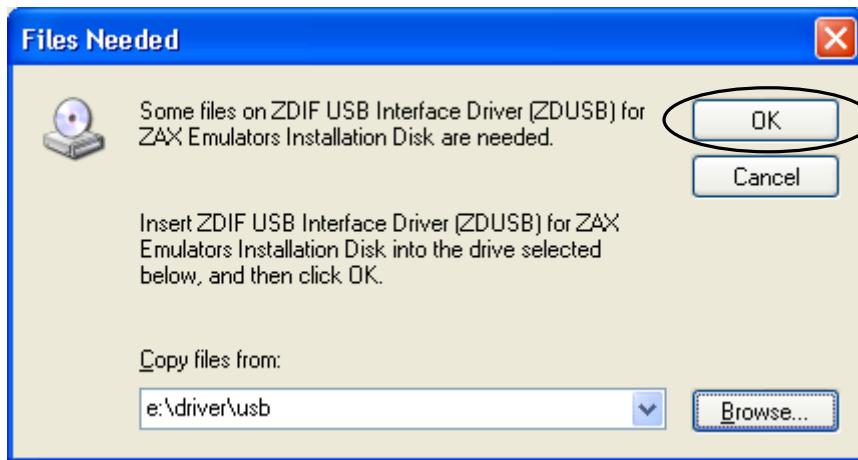 Files Needed
Some files on ZDIF USB Interface Driver (ZDUSB) for
ZAX Emulators Installation Disk are needed.
OK
Cancel
Insert ZDIF USB Interface Driver (ZDUSB) for ZAX
Emulators Installation Disk into the drive selected
below, and then click OK.
Copy files from:
e:\driver\usb
Browse...